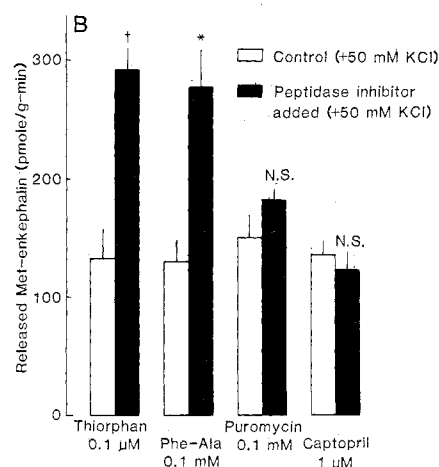 B
Released Met-enkephalin (pmole/g-min)
300
200
100
0
† 
*
N.S.
N.S.
Control (+50 mM KCl)
Peptidase inhibitor
added (+50 mM KCl)
Thiorphan
0.1 µM
Phe-Ala
0.1 mM
Puromycin
0.1 mM
Captopril
1 µM